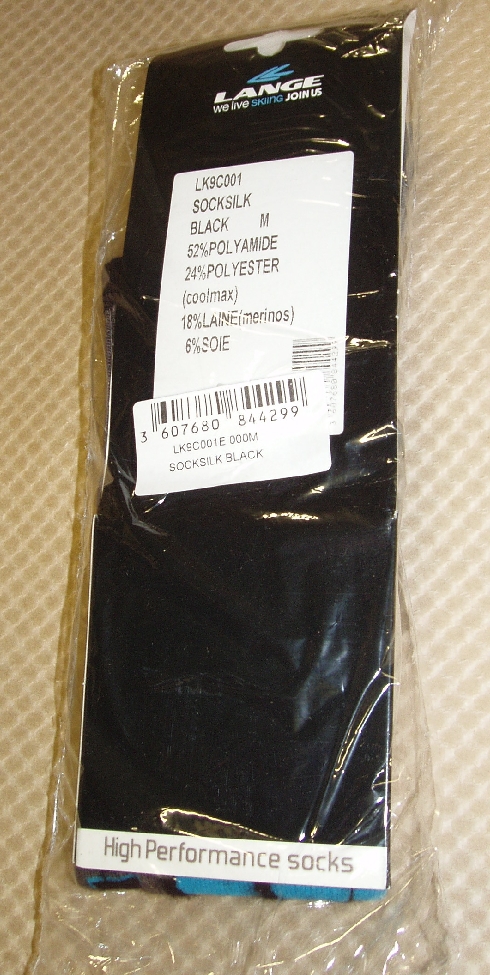 LANGE
we live skiing JOIN US
LK9C001
SOCKSILK
BLACK M
52%POLYAMIDE
24%POLYESTER
(coolmax)
18%LAINE(merinos)
6%SOIE
3 607680 844299
LK9C001E 000M
SOCKSILK BLACK
High Performance socks